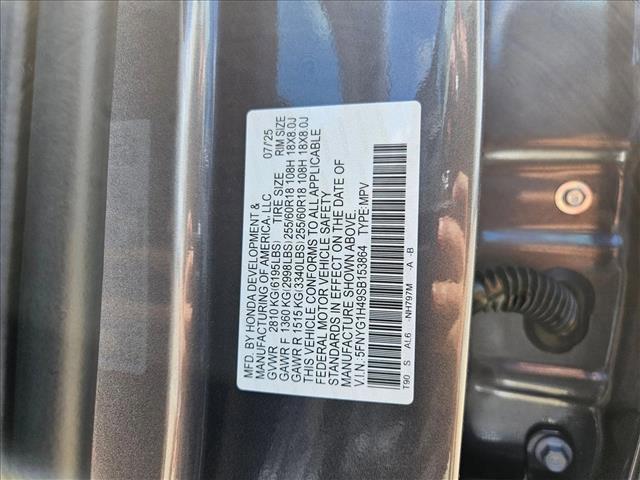 MFD. BY HONDA DEVELOPMENT &
MANUFACTURING OF AMERICA. LLC 07/25
GVWR 2810 KG(6195LBS) TIRE SIZE RIM SIZE
GAWR F 1360 KG(2998LBS)255/60R18 108H 18X8.0J
GAWR R 1515 KG(3340LBS)255/60R18 108H 18X8.0J
THIS VEHICLE CONFORMS TO ALL APPLICABLE
FEDERAL MOTOR VEHICLE SAFETY
STANDARDS IN EFFECT ON THE DATE OF
MANUFACTURE SHOWN ABOVE.
V.I.N:5FNYG1H49SB153864 TYPE:MPV
T90 S AL6 -NH797M -A -B